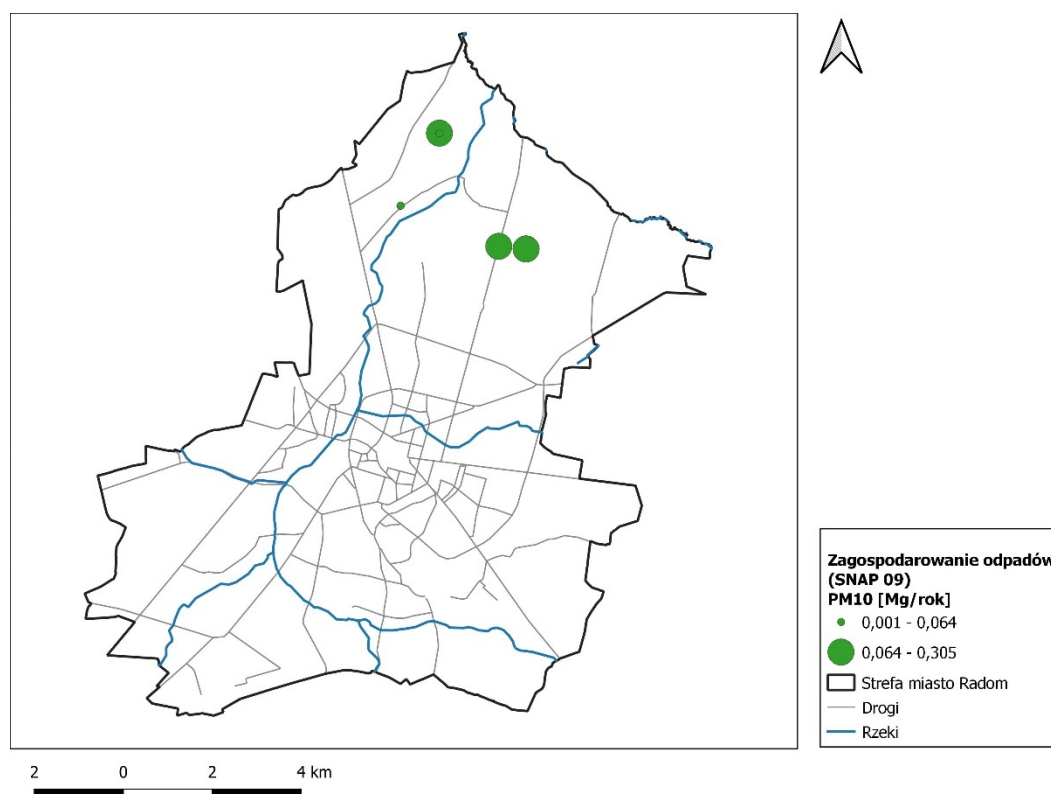 Zagospodarowanie odpadów
(SNAP 09)
PM10 [Mg/rok]
0,001 - 0,064
0,064 - 0,305
Strefa miasto Radom
Drogi
Rzeki
2 0 2 4 km